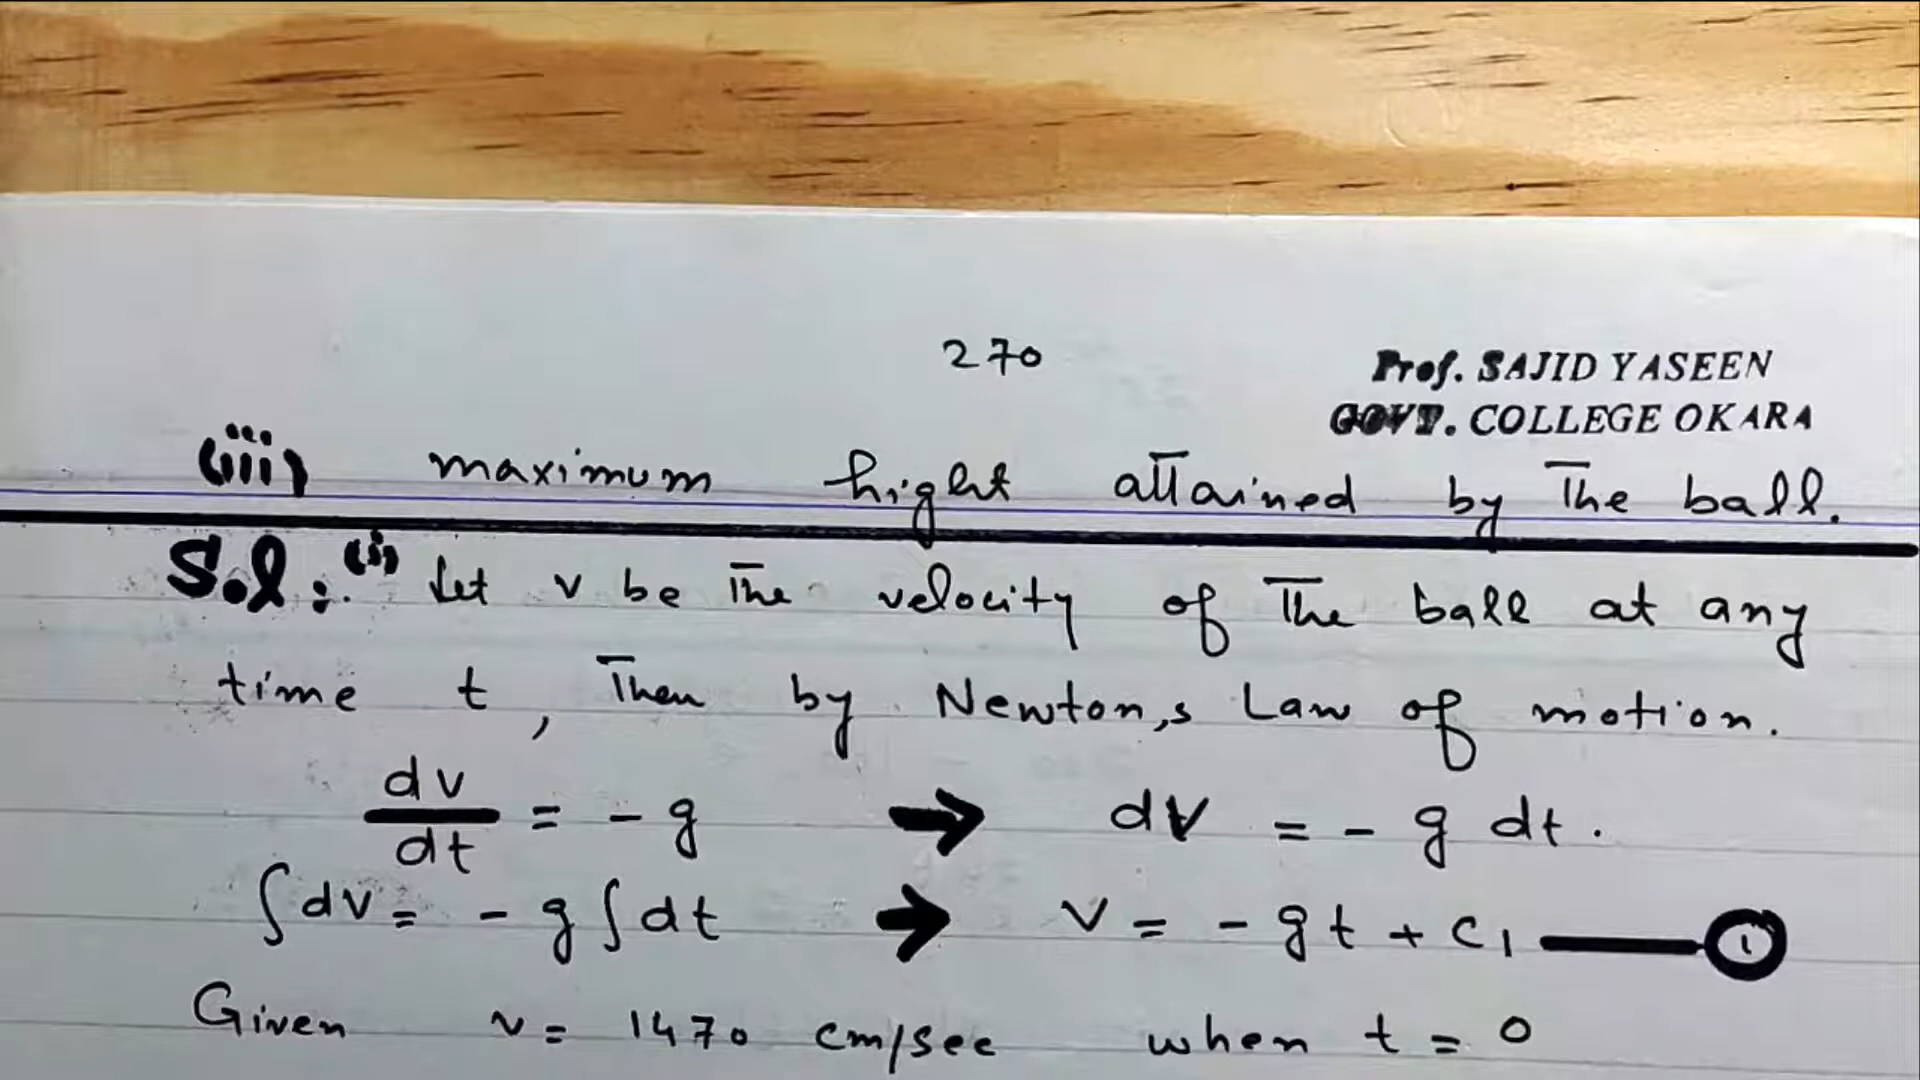 270
Prof. SAJID YASEEN
GOVT. COLLEGE OKARA
(iii) maximum hight attained by the ball.
Sol:. (i) Let v be the velocity of the ball at any
time t, Then by Newton,s Law of motion.
dv/dt = - g → dv = - g dt.
∫dv = - g ∫dt → v = - gt + c₁ — ①
Given v = 1470 cm/sec when t = 0